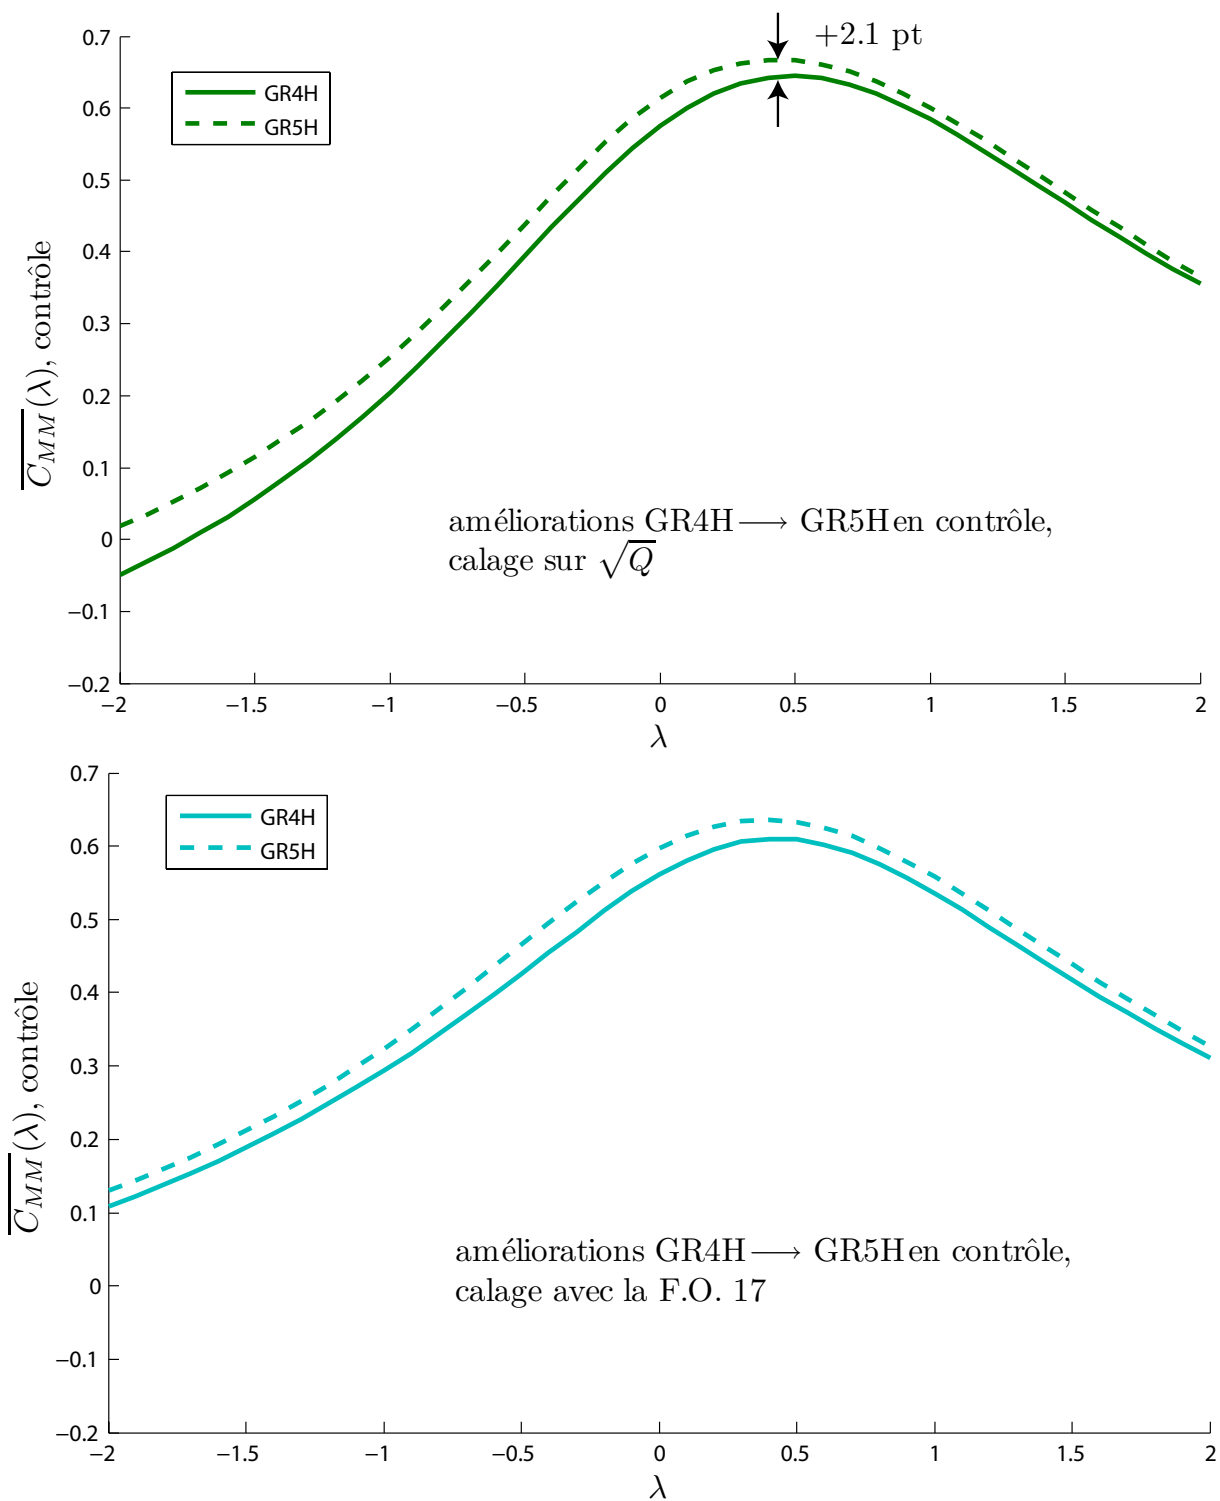 +2.1 pt
0.7
0.6
0.5
0.4
0.3
0.2
0.1
0
−0.1
−0.2
GR4H
GR5H
C_{MM}(λ), contrôle
améliorations GR4H ⟶ GR5H en contrôle,
calage sur √Q
−2 −1.5 −1 −0.5 0 0.5 1 1.5 2
λ
0.7
0.6
0.5
0.4
0.3
0.2
0.1
0
−0.1
−0.2
GR4H
GR5H
C_{MM}(λ), contrôle
améliorations GR4H ⟶ GR5H en contrôle,
calage avec la F.O. 17
−2 −1.5 −1 −0.5 0 0.5 1 1.5 2
λ